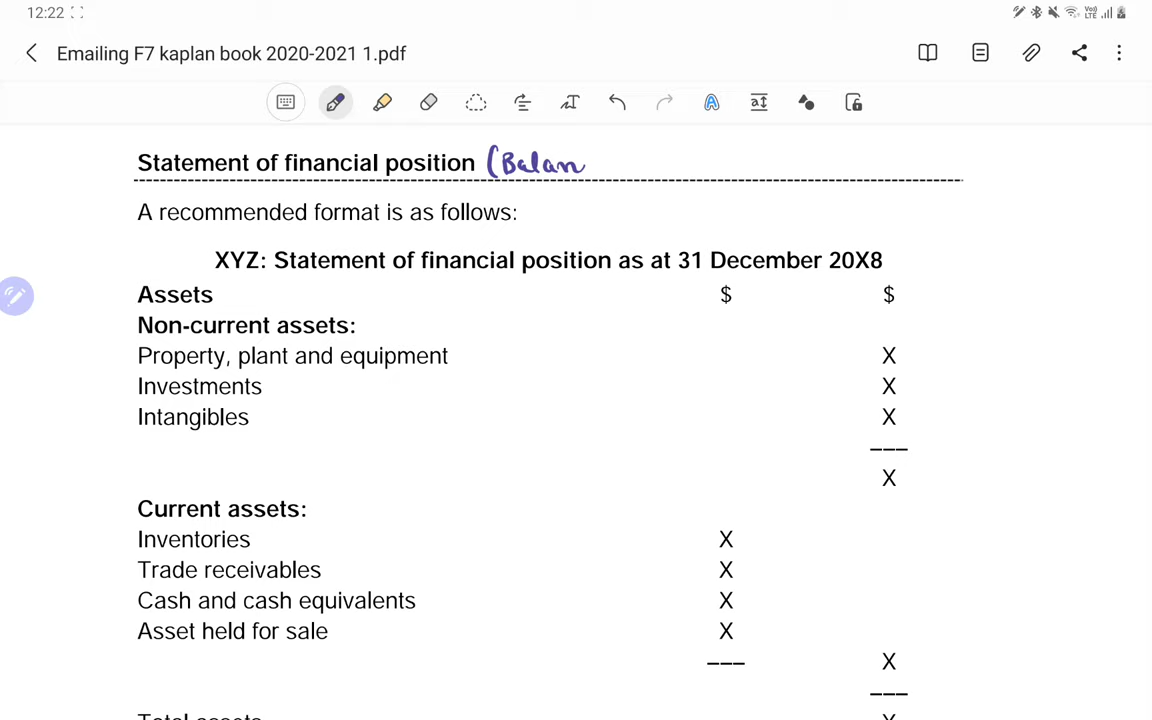 12:22
Emailing F7 kaplan book 2020-2021 1.pdf
Statement of financial position (Balan
A recommended format is as follows:
XYZ: Statement of financial position as at 31 December 20X8
Assets $ $
Non-current assets:
Property, plant and equipment X
Investments X
Intangibles X
X
Current assets:
Inventories X
Trade receivables X
Cash and cash equivalents X
Asset held for sale X
X
Total assets X